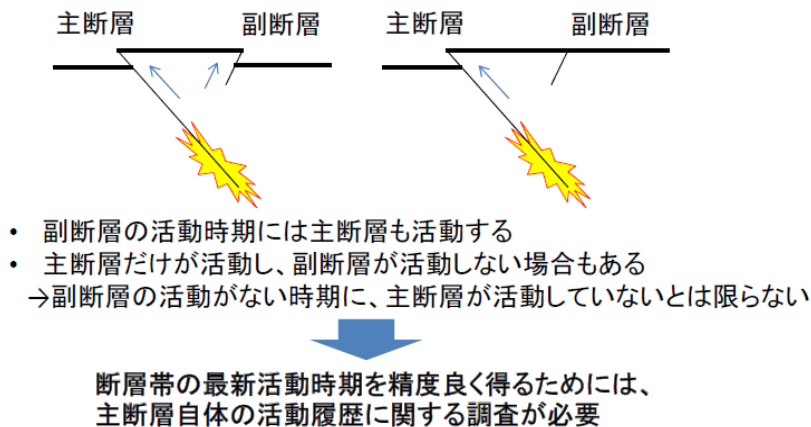 主断層 副断層 主断層 副断層
• 副断層の活動時期には主断層も活動する
• 主断層だけが活動し、副断層が活動しない場合もある
→副断層の活動がない時期に、主断層が活動していないとは限らない
断層帯の最新活動時期を精度良く得るためには、
主断層自体の活動履歴に関する調査が必要